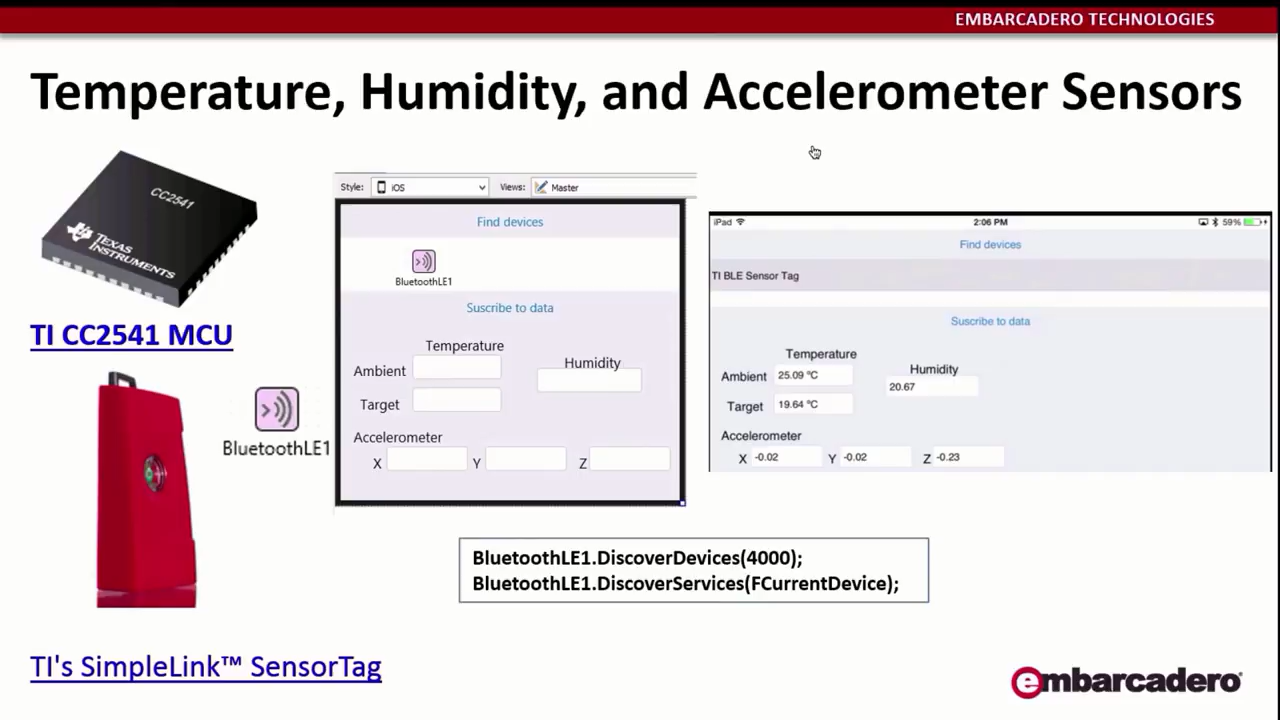 EMBARCADERO TECHNOLOGIES
Temperature, Humidity, and Accelerometer Sensors
CC2541
TEXAS
INSTRUMENTS
TI CC2541 MCU
BluetoothLE1
TI's SimpleLink™ SensorTag
Style: iOS Views: Master
Find devices
BluetoothLE1
Suscribe to data
Temperature
Humidity
Ambient
Target
Accelerometer
X Y Z
iPad 2:06 PM 59%
Find devices
TI BLE Sensor Tag
Suscribe to data
Temperature
Humidity
Ambient 25.09 ºC 20.67
Target 19.64 ºC
Accelerometer
X -0.02 Y -0.02 Z -0.23
BluetoothLE1.DiscoverDevices(4000);
BluetoothLE1.DiscoverServices(FCurrentDevice);
embarcadero